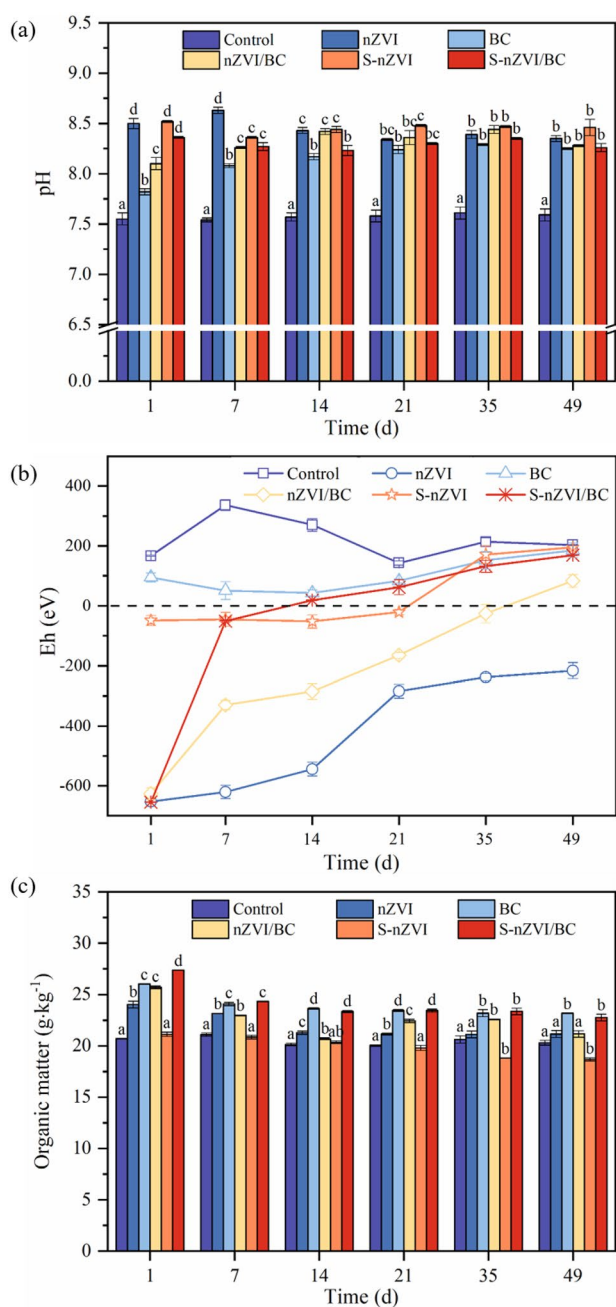 (a)
9.5
9.0
8.5
8.0
7.5
7.0
6.5
0.0
pH
Control nZVI BC
nZVI/BC S-nZVI S-nZVI/BC
a d b c d d
a d b c c c
a c b c c b
a bc b bc c bc
a b b b b b
a b b b b b
1 7 14 21 35 49
Time (d)
(b)
400
200
0
-200
-400
-600
Eh (eV)
Control nZVI BC
nZVI/BC S-nZVI S-nZVI/BC
1 7 14 21 35 49
Time (d)
(c)
35
30
25
20
15
10
5
0
Organic matter (g·kg⁻¹)
Control nZVI BC
nZVI/BC S-nZVI S-nZVI/BC
a b c c a d
a b c b a c
a c d b ab d
a b d c a d
a a b b b b
a a b a b b
1 7 14 21 35 49
Time (d)